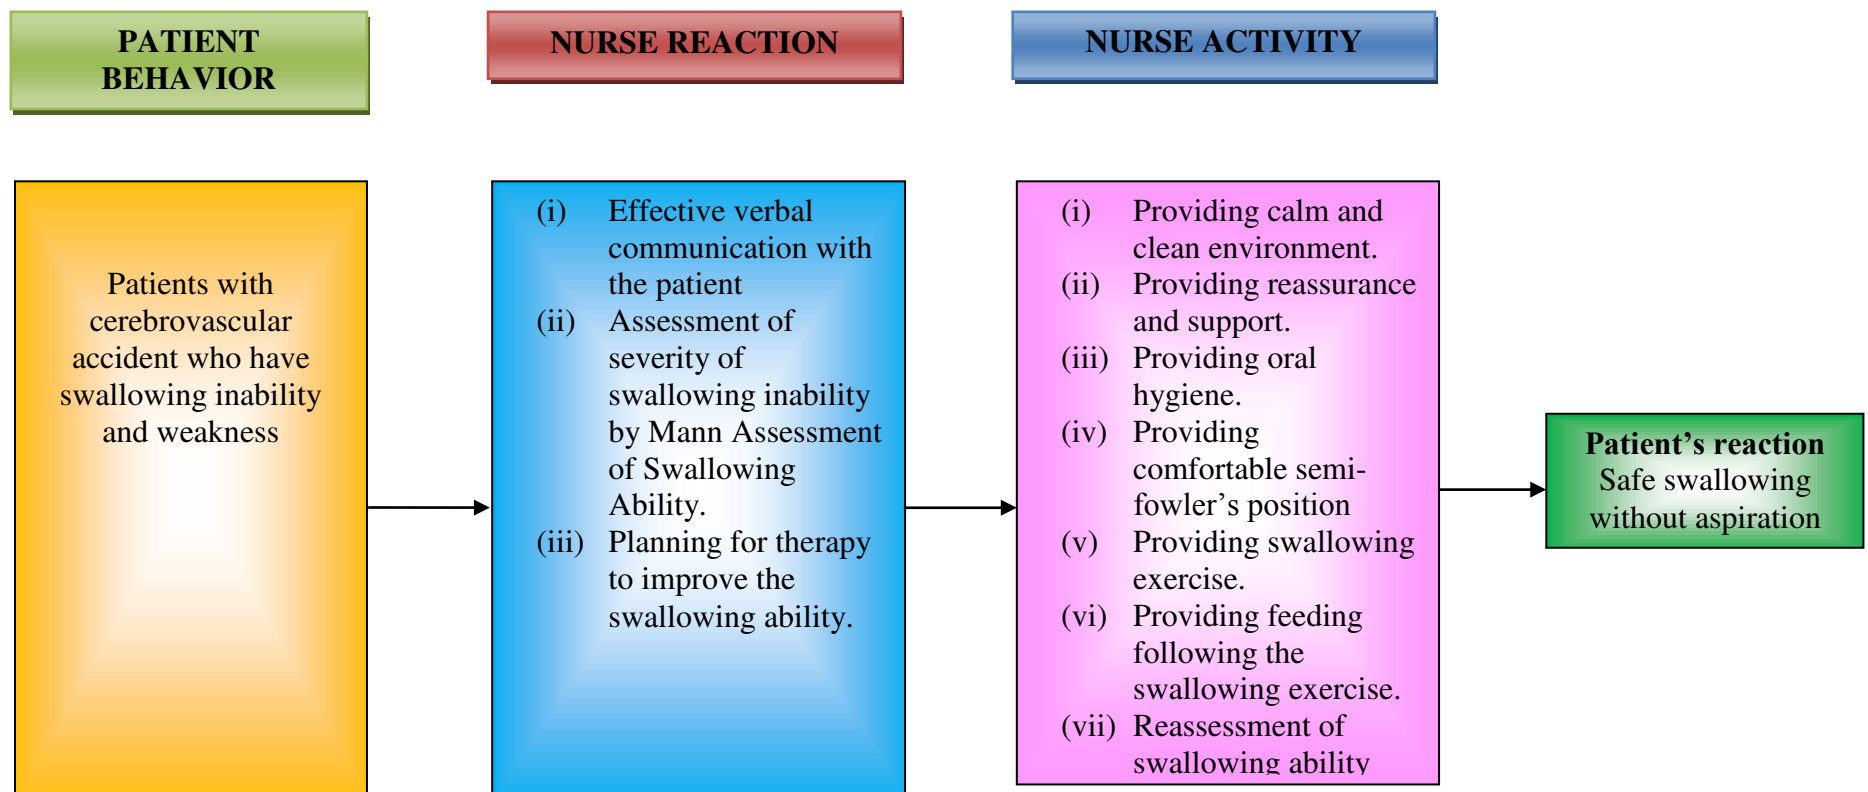 PATIENT
BEHAVIOR
NURSE REACTION
NURSE ACTIVITY
Patients with
cerebrovascular
accident who have
swallowing inability
and weakness
(i) Effective verbal
communication with
the patient
(ii) Assessment of
severity of
swallowing inability
by Mann Assessment
of Swallowing
Ability.
(iii) Planning for therapy
to improve the
swallowing ability.
(i) Providing calm and
clean environment.
(ii) Providing reassurance
and support.
(iii) Providing oral
hygiene.
(iv) Providing
comfortable semi-
fowler’s position
(v) Providing swallowing
exercise.
(vi) Providing feeding
following the
swallowing exercise.
(vii) Reassessment of
swallowing ability
Patient’s reaction
Safe swallowing
without aspiration